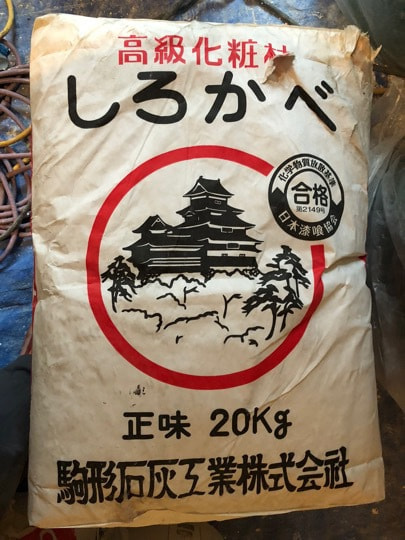 高級化粧
しろかべ
化学物質放散基準
合格
第2149号
日本漆喰協会
正味 20Kg
駒形石灰工業株式会社